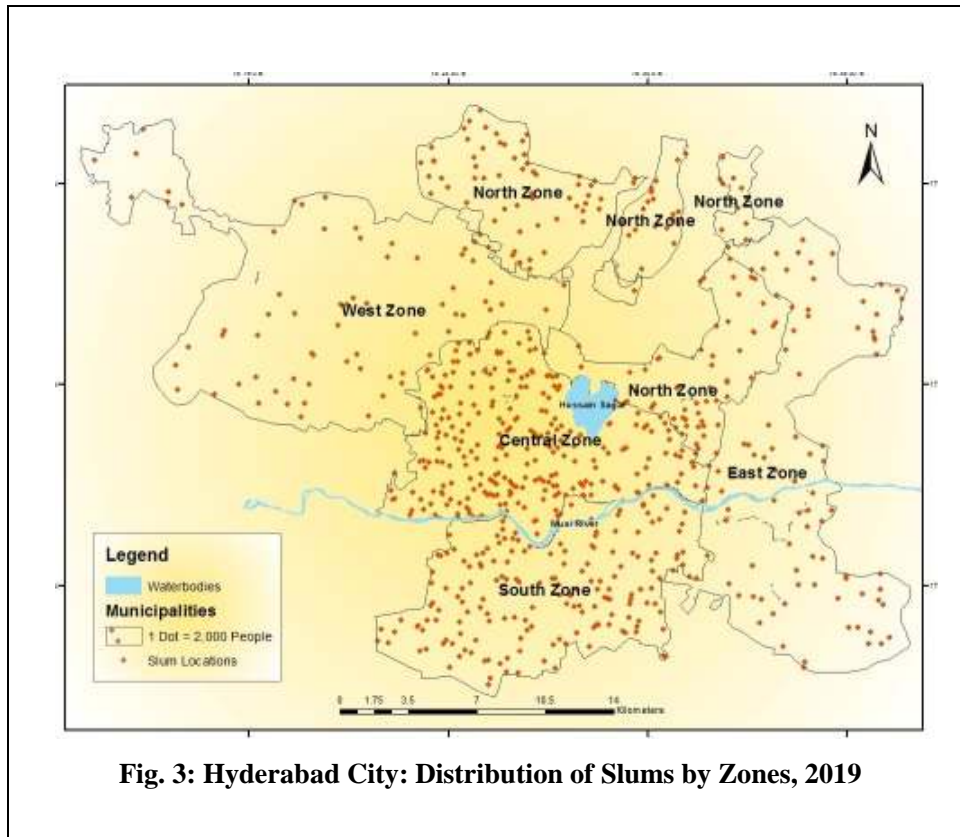 N
North Zone
North Zone
North Zone
West Zone
North Zone
Hussain Sagar
Central Zone
East Zone
Musi River
South Zone
Legend
Waterbodies
Municipalities
1 Dot = 2,000 People
Slum Locations
0 1.75 3.5 7 10.5 14
Kilometers
Fig. 3: Hyderabad City: Distribution of Slums by Zones, 2019